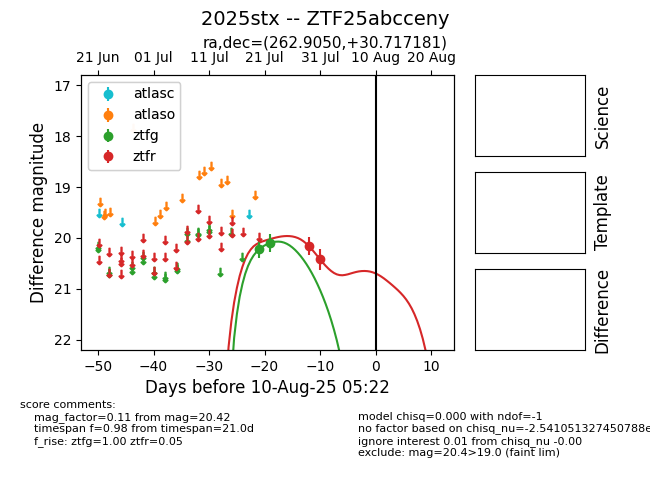 2025stx -- ZTF25abcceny
ra,dec=(262.9050,+30.717181)
21 Jun 01 Jul 11 Jul 21 Jul 31 Jul 10 Aug 20 Aug
17
18
19
20
21
22
Difference magnitude
atlasc
atlaso
ztfg
ztfr
−50 −40 −30 −20 −10 0 10
Days before 10-Aug-25 05:22
Science
Template
Difference
score comments:
mag_factor=0.11 from mag=20.42
timespan f=0.98 from timespan=21.0d
f_rise: ztfg=1.00 ztfr=0.05
model chisq=0.000 with ndof=-1
no factor based on chisq_nu=-2.541051327450788e
ignore interest 0.01 from chisq_nu -0.00
exclude: mag=20.4>19.0 (faint lim)